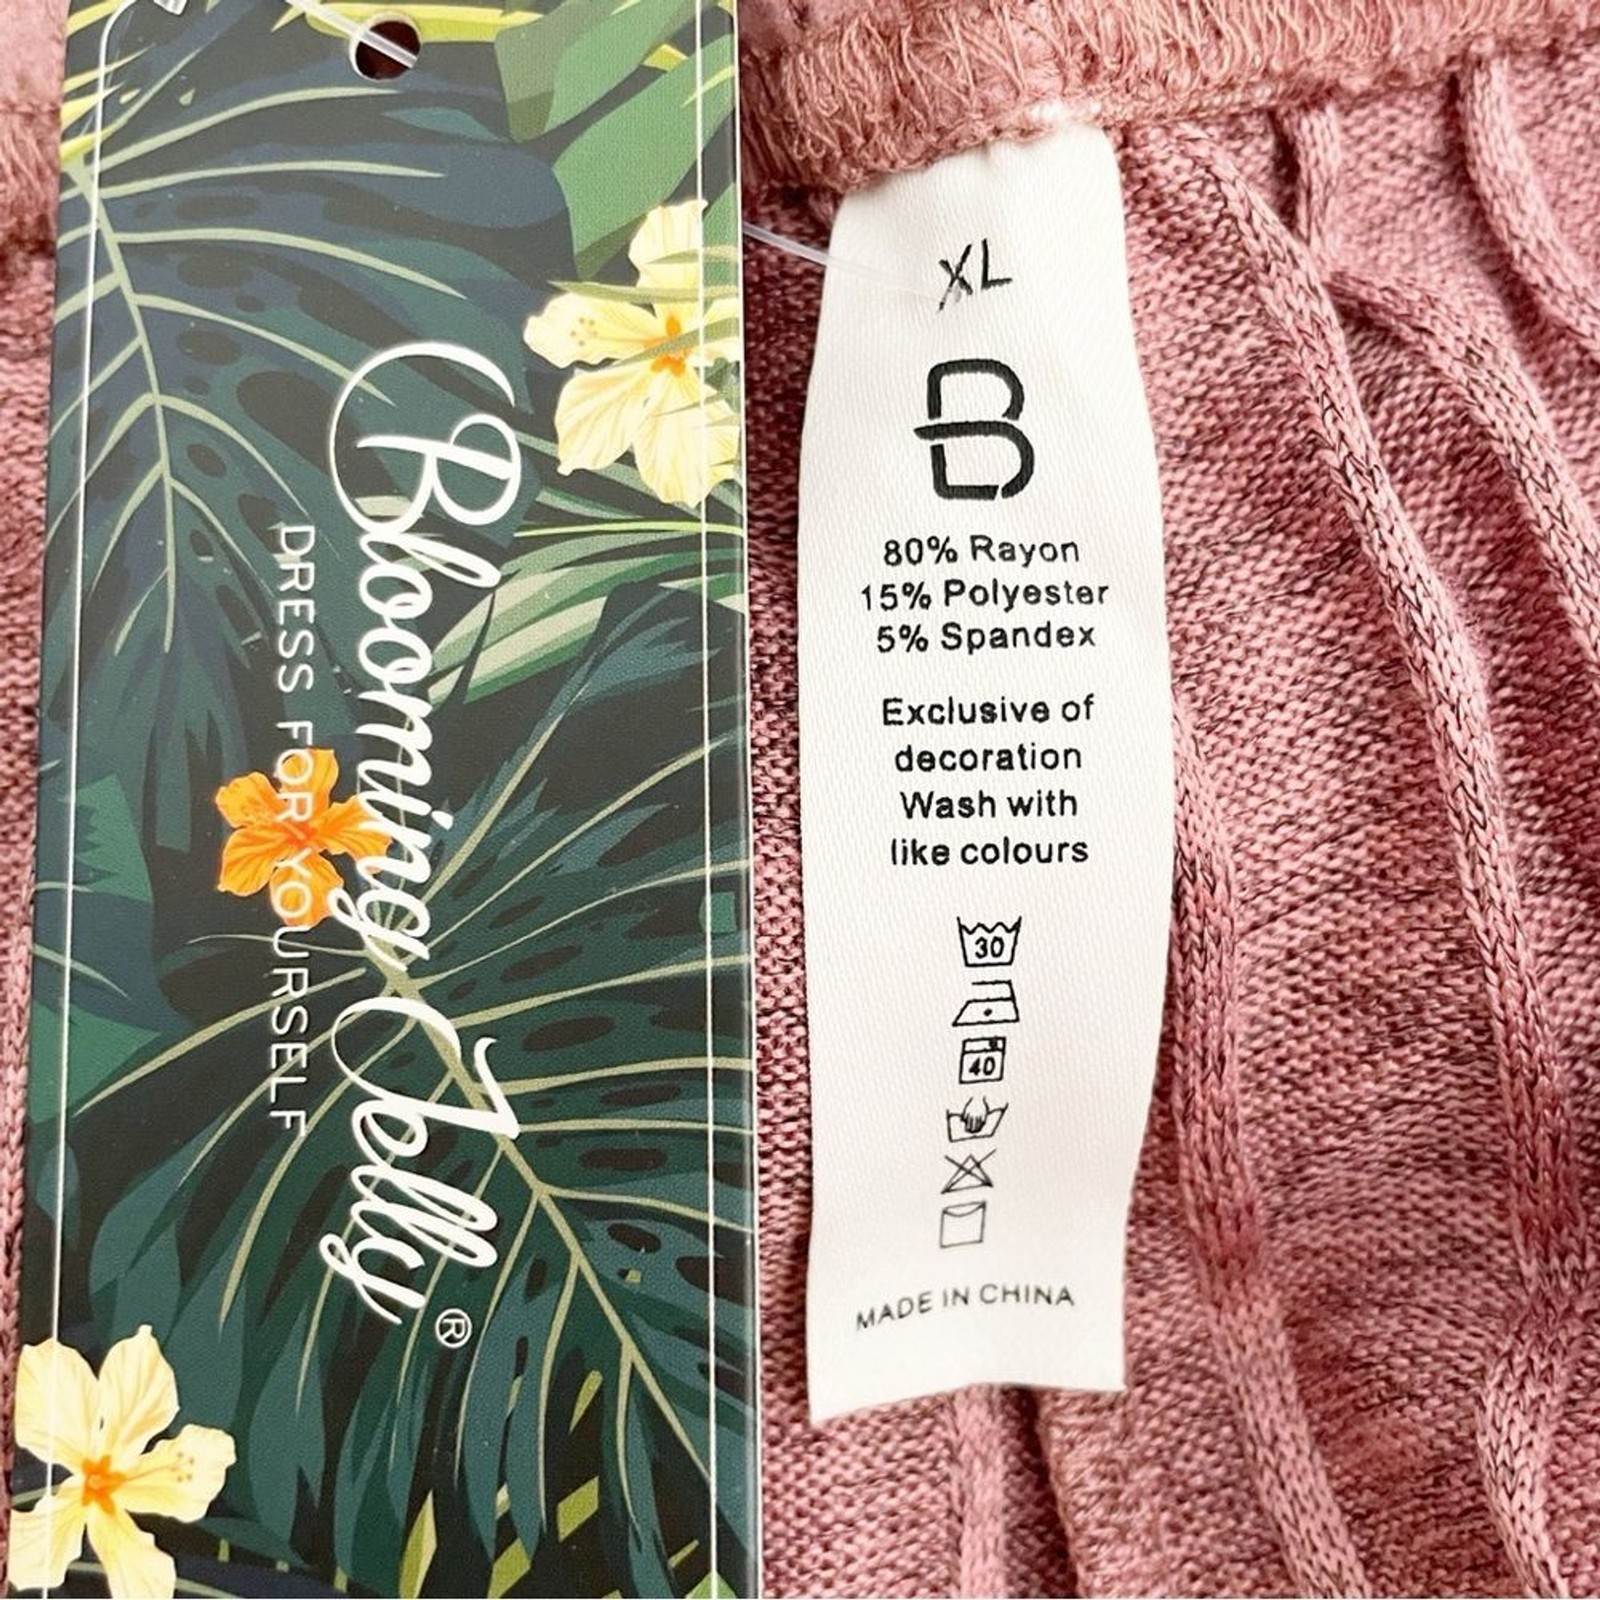 Blooming Jelly®
DRESS FOR YOURSELF
XL
B
80% Rayon
15% Polyester
5% Spandex
Exclusive of
decoration
Wash with
like colours
30
40
MADE IN CHINA